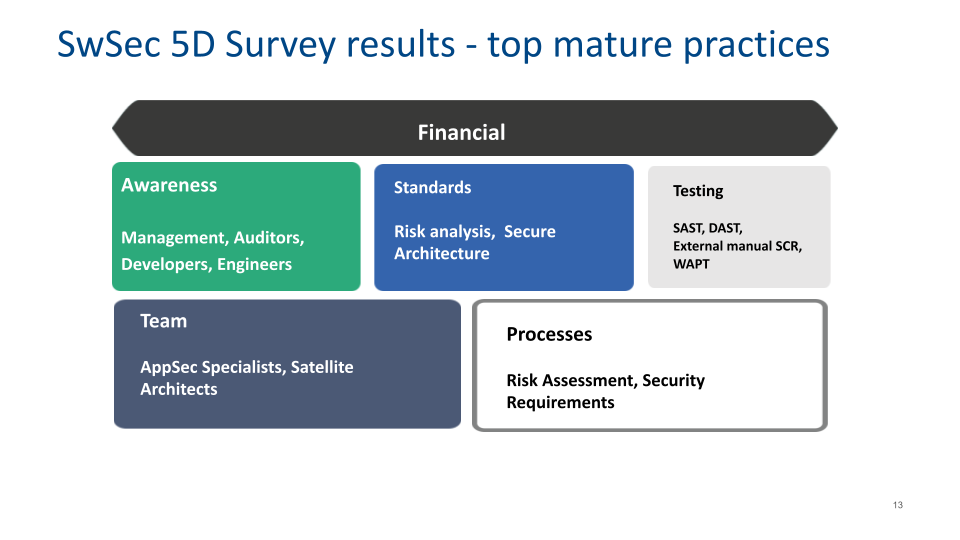 SwSec 5D Survey results - top mature practices
Financial
Awareness
Management, Auditors,
Developers, Engineers
Standards
Risk analysis,  Secure
Architecture
Testing
SAST, DAST,
External manual SCR,
WAPT
Team
AppSec Specialists, Satellite
Architects
Processes
Risk Assessment, Security
Requirements
13